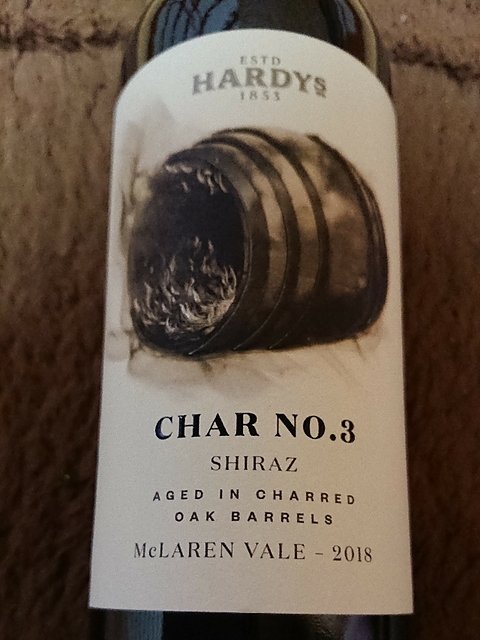 ESTD
HARDYS
1853
CHAR NO.3
SHIRAZ
AGED IN CHARRED
OAK BARRELS
McLAREN VALE – 2018